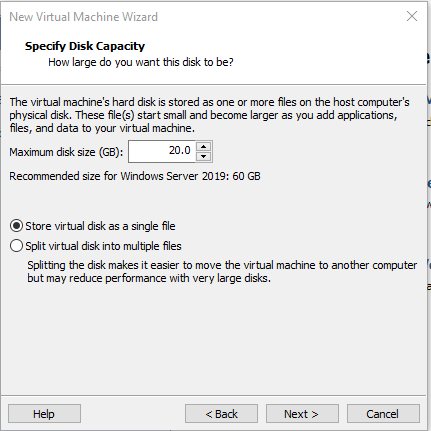 New Virtual Machine Wizard
Specify Disk Capacity
How large do you want this disk to be?
The virtual machine's hard disk is stored as one or more files on the host computer's
physical disk. These file(s) start small and become larger as you add applications,
files, and data to your virtual machine.
Maximum disk size (GB): 20.0
Recommended size for Windows Server 2019: 60 GB
Store virtual disk as a single file
Split virtual disk into multiple files
Splitting the disk makes it easier to move the virtual machine to another computer
but may reduce performance with very large disks.
Help < Back Next > Cancel